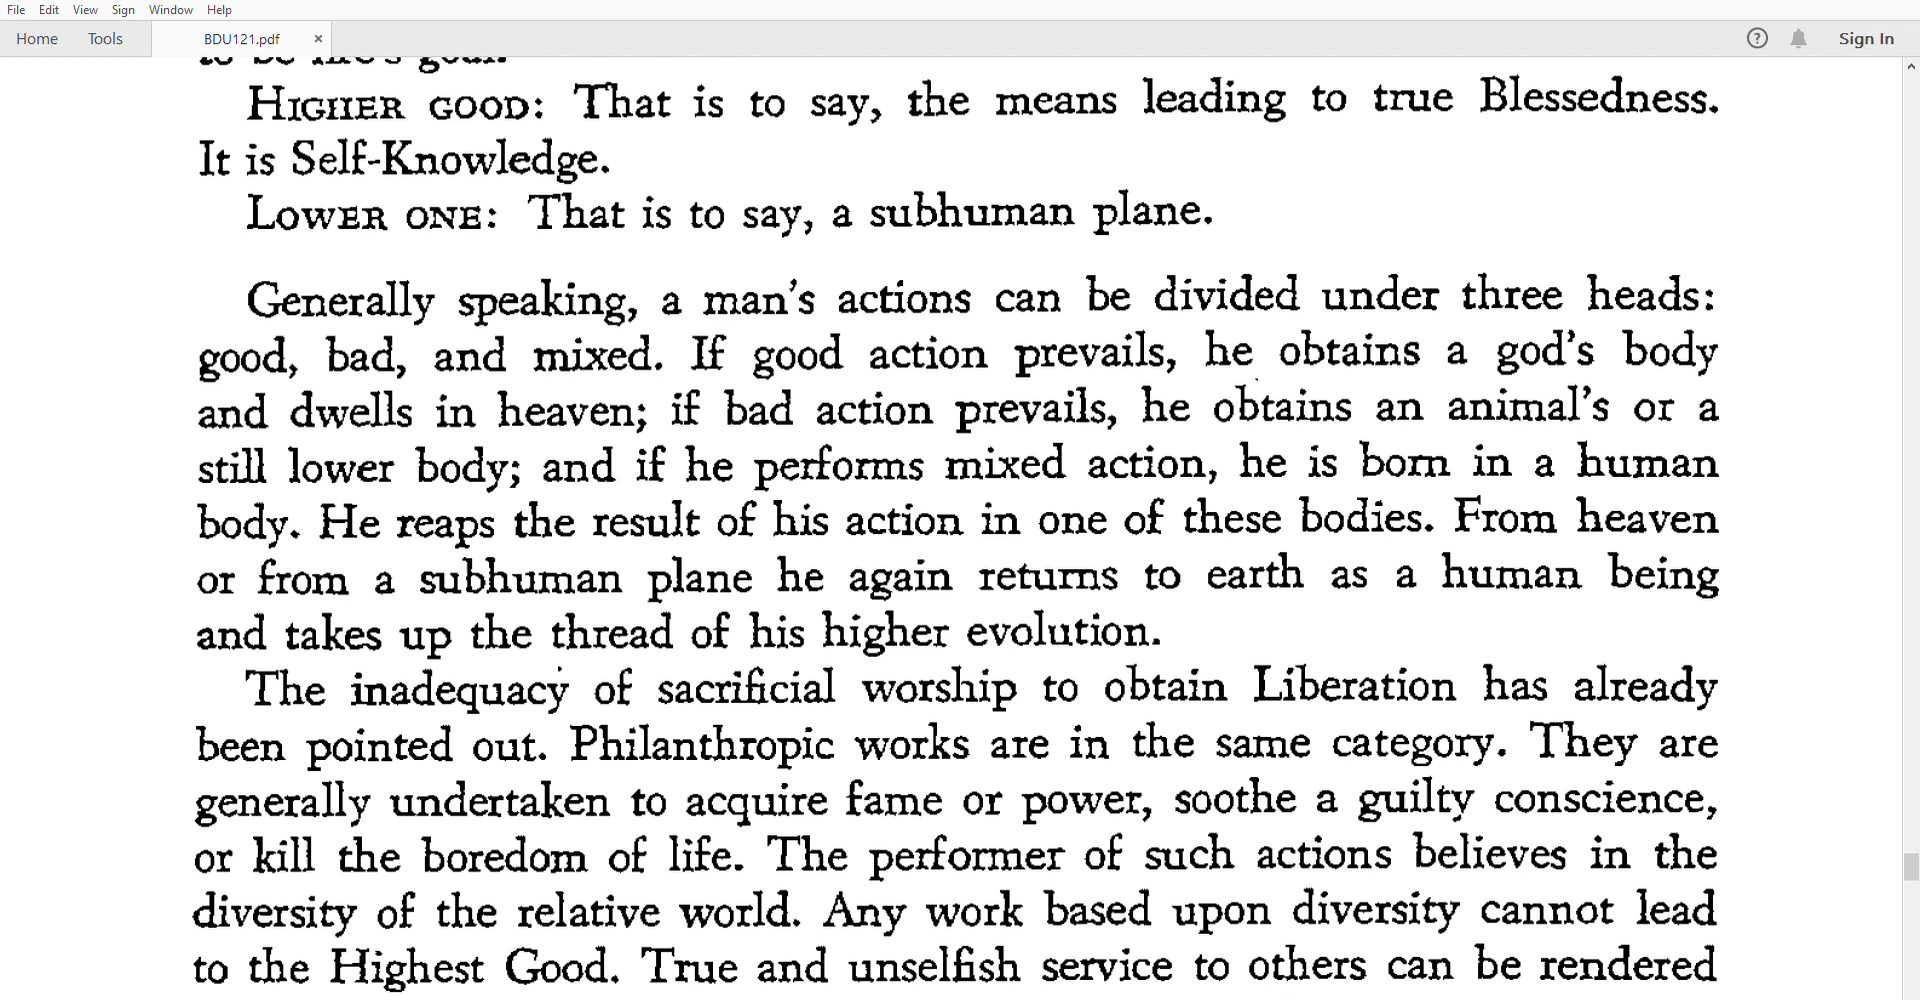 File Edit View Sign Window Help
Home Tools BDU121.pdf × ? Sign In
to be life's goal.
HIGHER GOOD: That is to say, the means leading to true Blessedness.
It is Self-Knowledge.
LOWER ONE: That is to say, a subhuman plane.
Generally speaking, a man's actions can be divided under three heads:
good, bad, and mixed. If good action prevails, he obtains a god's body
and dwells in heaven; if bad action prevails, he obtains an animal's or a
still lower body; and if he performs mixed action, he is born in a human
body. He reaps the result of his action in one of these bodies. From heaven
or from a subhuman plane he again returns to earth as a human being
and takes up the thread of his higher evolution.
The inadequacy of sacrificial worship to obtain Liberation has already
been pointed out. Philanthropic works are in the same category. They are
generally undertaken to acquire fame or power, soothe a guilty conscience,
or kill the boredom of life. The performer of such actions believes in the
diversity of the relative world. Any work based upon diversity cannot lead
to the Highest Good. True and unselfish service to others can be rendered